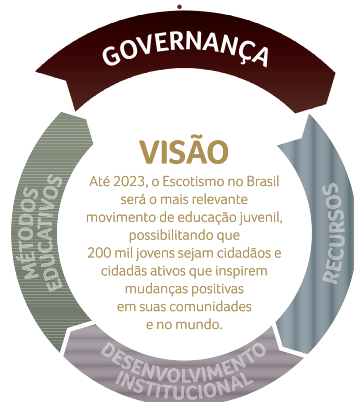 GOVERNANÇA
VISÃO
Até 2023, o Escotismo no Brasil
será o mais relevante
movimento de educação juvenil,
possibilitando que
200 mil jovens sejam cidadãos e
cidadãs ativos que inspirem
mudanças positivas
em suas comunidades
e no mundo.
MÉTODOS
EDUCATIVOS
RECURSOS
DESENVOLVIMENTO
INSTITUCIONAL